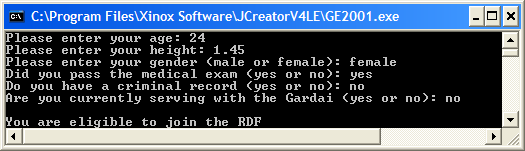 C:\Program Files\Xinox Software\JCreatorV4LE\GE2001.exe
Please enter your age: 24
Please enter your height: 1.45
Please enter your gender (male or female): female
Did you pass the medical exam (yes or no): yes
Do you have a criminal record (yes or no): no
Are you currently serving with the Gardai (yes or no): no
You are eligible to join the RDF